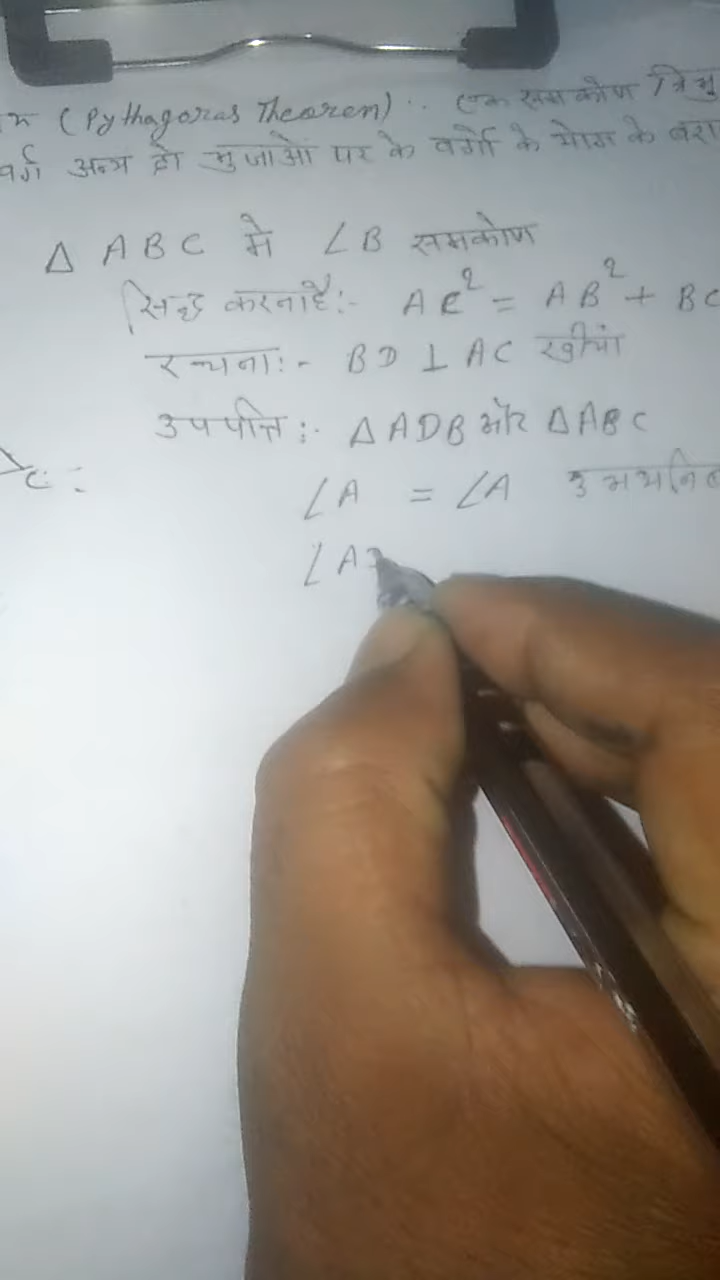 (Pythagoras Theorem) :. एक समकोण त्रिभु
वर्ग अन्य दो भुजाओं पर के वर्गों के योग के बरा
Δ ABC मे ∠B समकोण
सिद्ध करना है:- AC² = AB² + BC
रचना:- BD ⊥ AC खीचां
उपपत्ति :- ΔADB और ΔABC
∠A = ∠A उभयनि
∠A